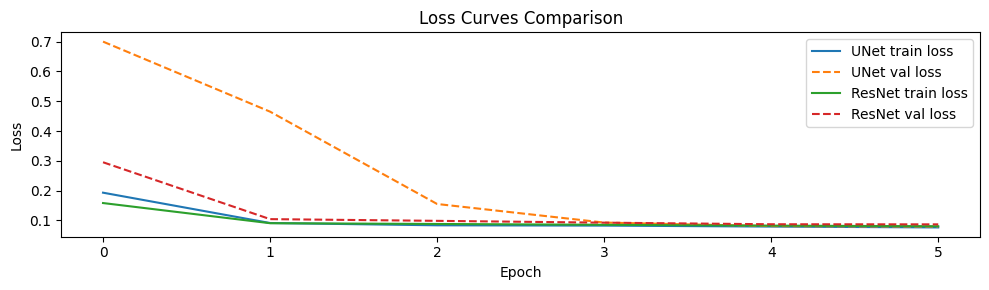 Loss Curves Comparison
0.7
0.6
0.5
0.4
0.3
0.2
0.1
Loss
UNet train loss
UNet val loss
ResNet train loss
ResNet val loss
0 1 2 3 4 5
Epoch